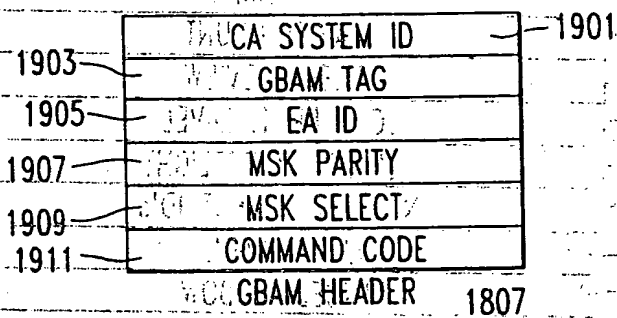 CA SYSTEM ID 1901
1903 GBAM TAG
1905 EA ID
1907 MSK PARITY
1909 MSK SELECT
1911 COMMAND CODE
GBAM HEADER 1807